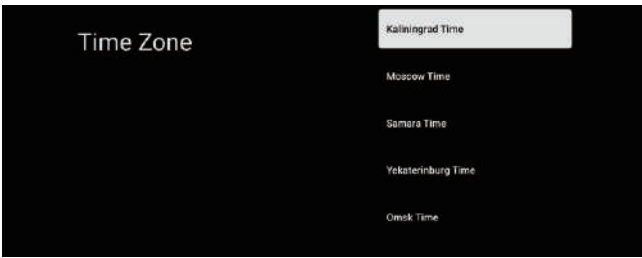 Time Zone
Kaliningrad Time
Moscow Time
Samara Time
Yekaterinburg Time
Omsk Time